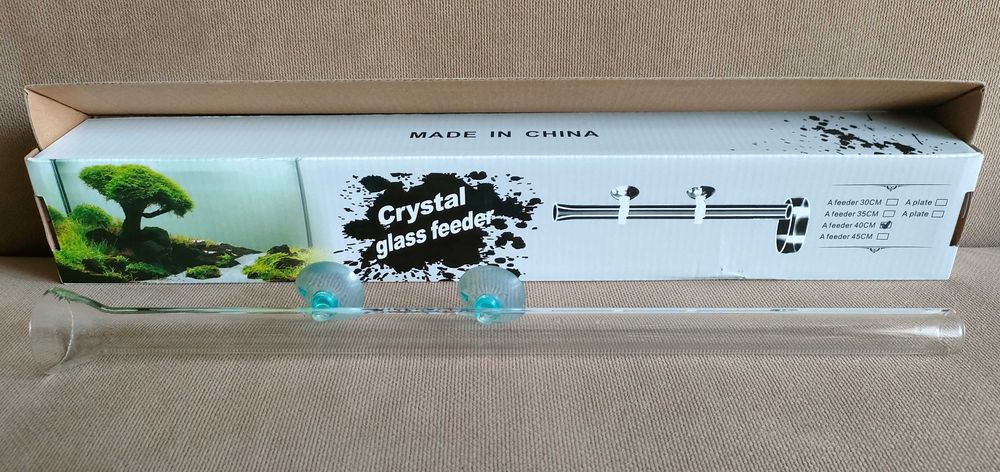 MADE IN CHINA
Crystal
glass feeder
A feeder 30CM
A plate
A feeder 35CM
A plate
A feeder 40CM
A feeder 45CM